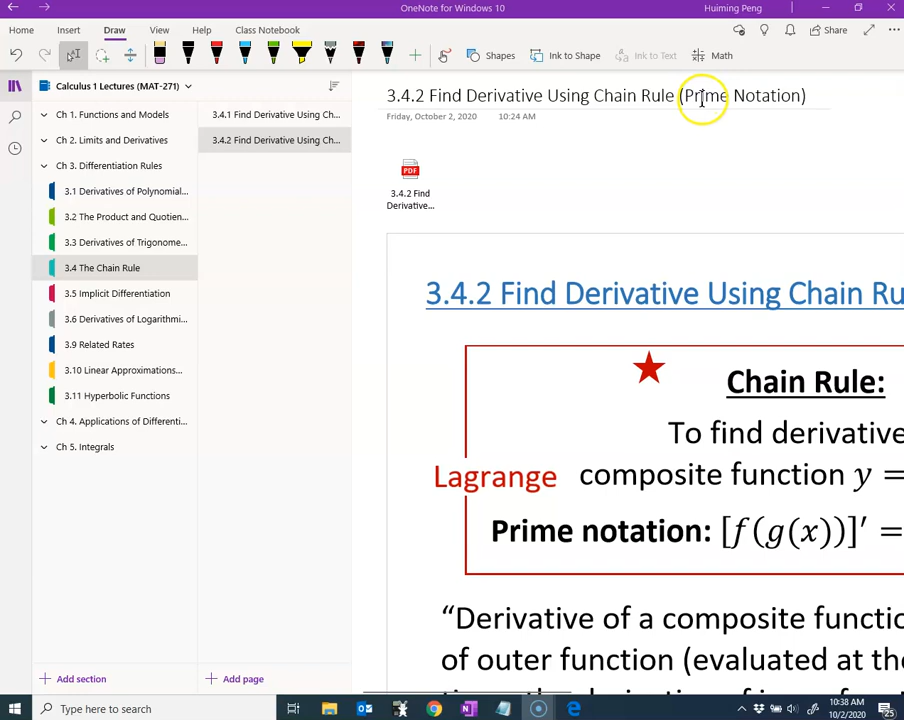 OneNote for Windows 10
Huiming Peng
Home Insert Draw View Help Class Notebook
Share
Shapes Ink to Shape Ink to Text Math
Calculus 1 Lectures (MAT-271)
Ch 1. Functions and Models
Ch 2. Limits and Derivatives
Ch 3. Differentiation Rules
3.1 Derivatives of Polynomial...
3.2 The Product and Quotien...
3.3 Derivatives of Trigonome...
3.4 The Chain Rule
3.5 Implicit Differentiation
3.6 Derivatives of Logarithmi...
3.9 Related Rates
3.10 Linear Approximations...
3.11 Hyperbolic Functions
Ch 4. Applications of Differenti...
Ch 5. Integrals
Add section
3.4.1 Find Derivative Using Ch...
3.4.2 Find Derivative Using Ch...
Add page
3.4.2 Find Derivative Using Chain Rule (Prime Notation)
Friday, October 2, 2020 10:24 AM
PDF
3.4.2 Find
Derivative...
3.4.2 Find Derivative Using Chain Ru
Chain Rule:
To find derivative
Lagrange composite function y =
Prime notation: [f(g(x))]′ =
“Derivative of a composite functio
of outer function (evaluated at the
Type here to search
10:38 AM
10/2/2020
25